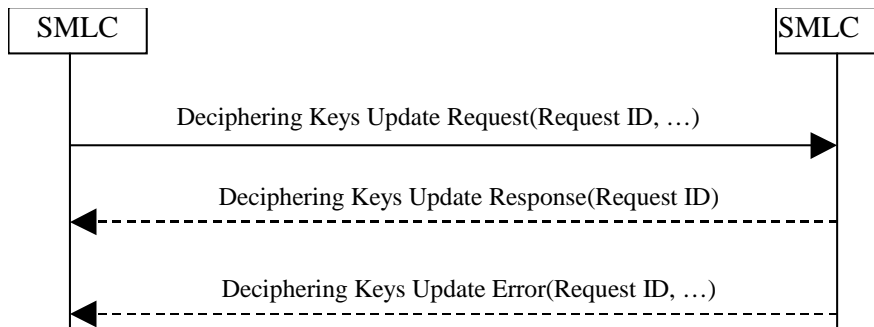 SMLC
SMLC
Deciphering Keys Update Request(Request ID, …)
Deciphering Keys Update Response(Request ID)
Deciphering Keys Update Error(Request ID, …)